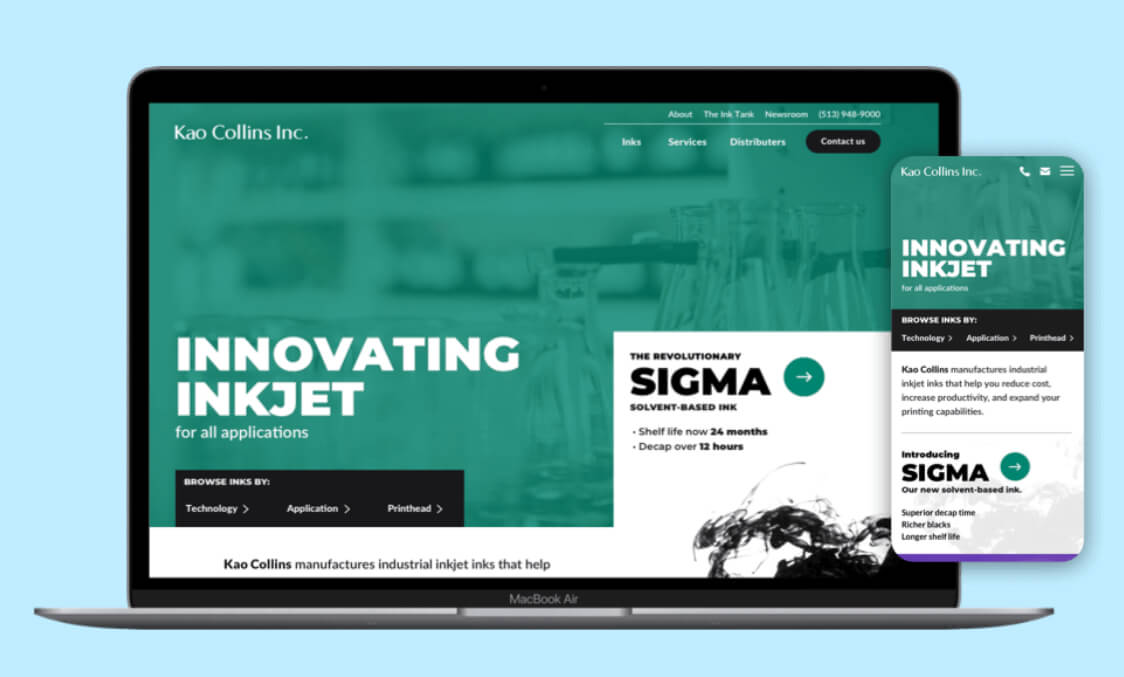 Kao Collins Inc.
About The Ink Tank Newsroom (513) 948-9000
Inks Services Distributers Contact us
INNOVATING
INKJET
for all applications
BROWSE INKS BY:
Technology > Application > Printhead >
THE REVOLUTIONARY
SIGMA →
SOLVENT-BASED INK
• Shelf life now 24 months
• Decap over 12 hours
Kao Collins manufactures industrial inkjet inks that help
MacBook Air
Kao Collins Inc.
INNOVATING
INKJET
for all applications
BROWSE INKS BY:
Technology > Application > Printhead >
Kao Collins manufactures industrial
inkjet inks that help you reduce cost,
increase productivity, and expand your
printing capabilities.
Introducing
SIGMA →
Our new solvent-based ink.
Superior decap time
Richer blacks
Longer shelf life